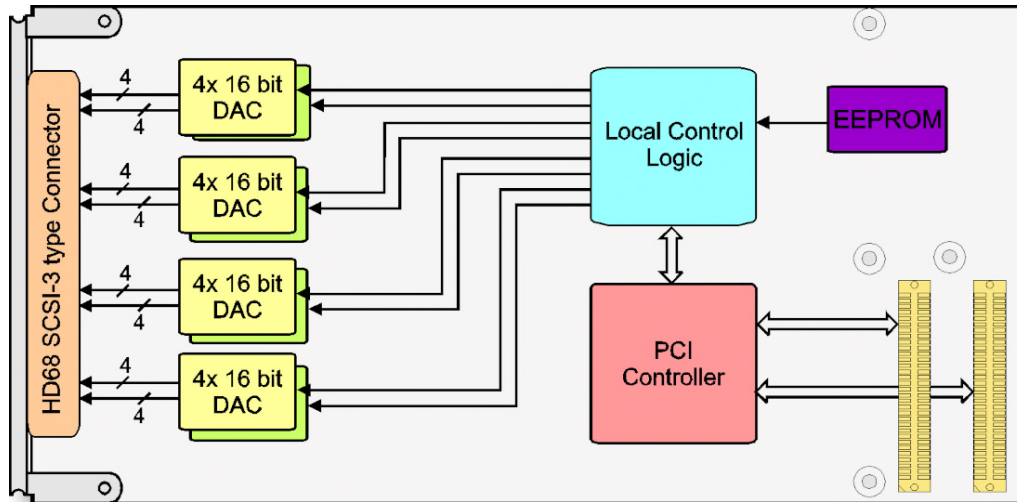 HD68 SCSI-3 type Connector
4
4
4x 16 bit
DAC
4
4
4x 16 bit
DAC
4
4
4x 16 bit
DAC
4
4
4x 16 bit
DAC
Local Control
Logic
EEPROM
PCI
Controller